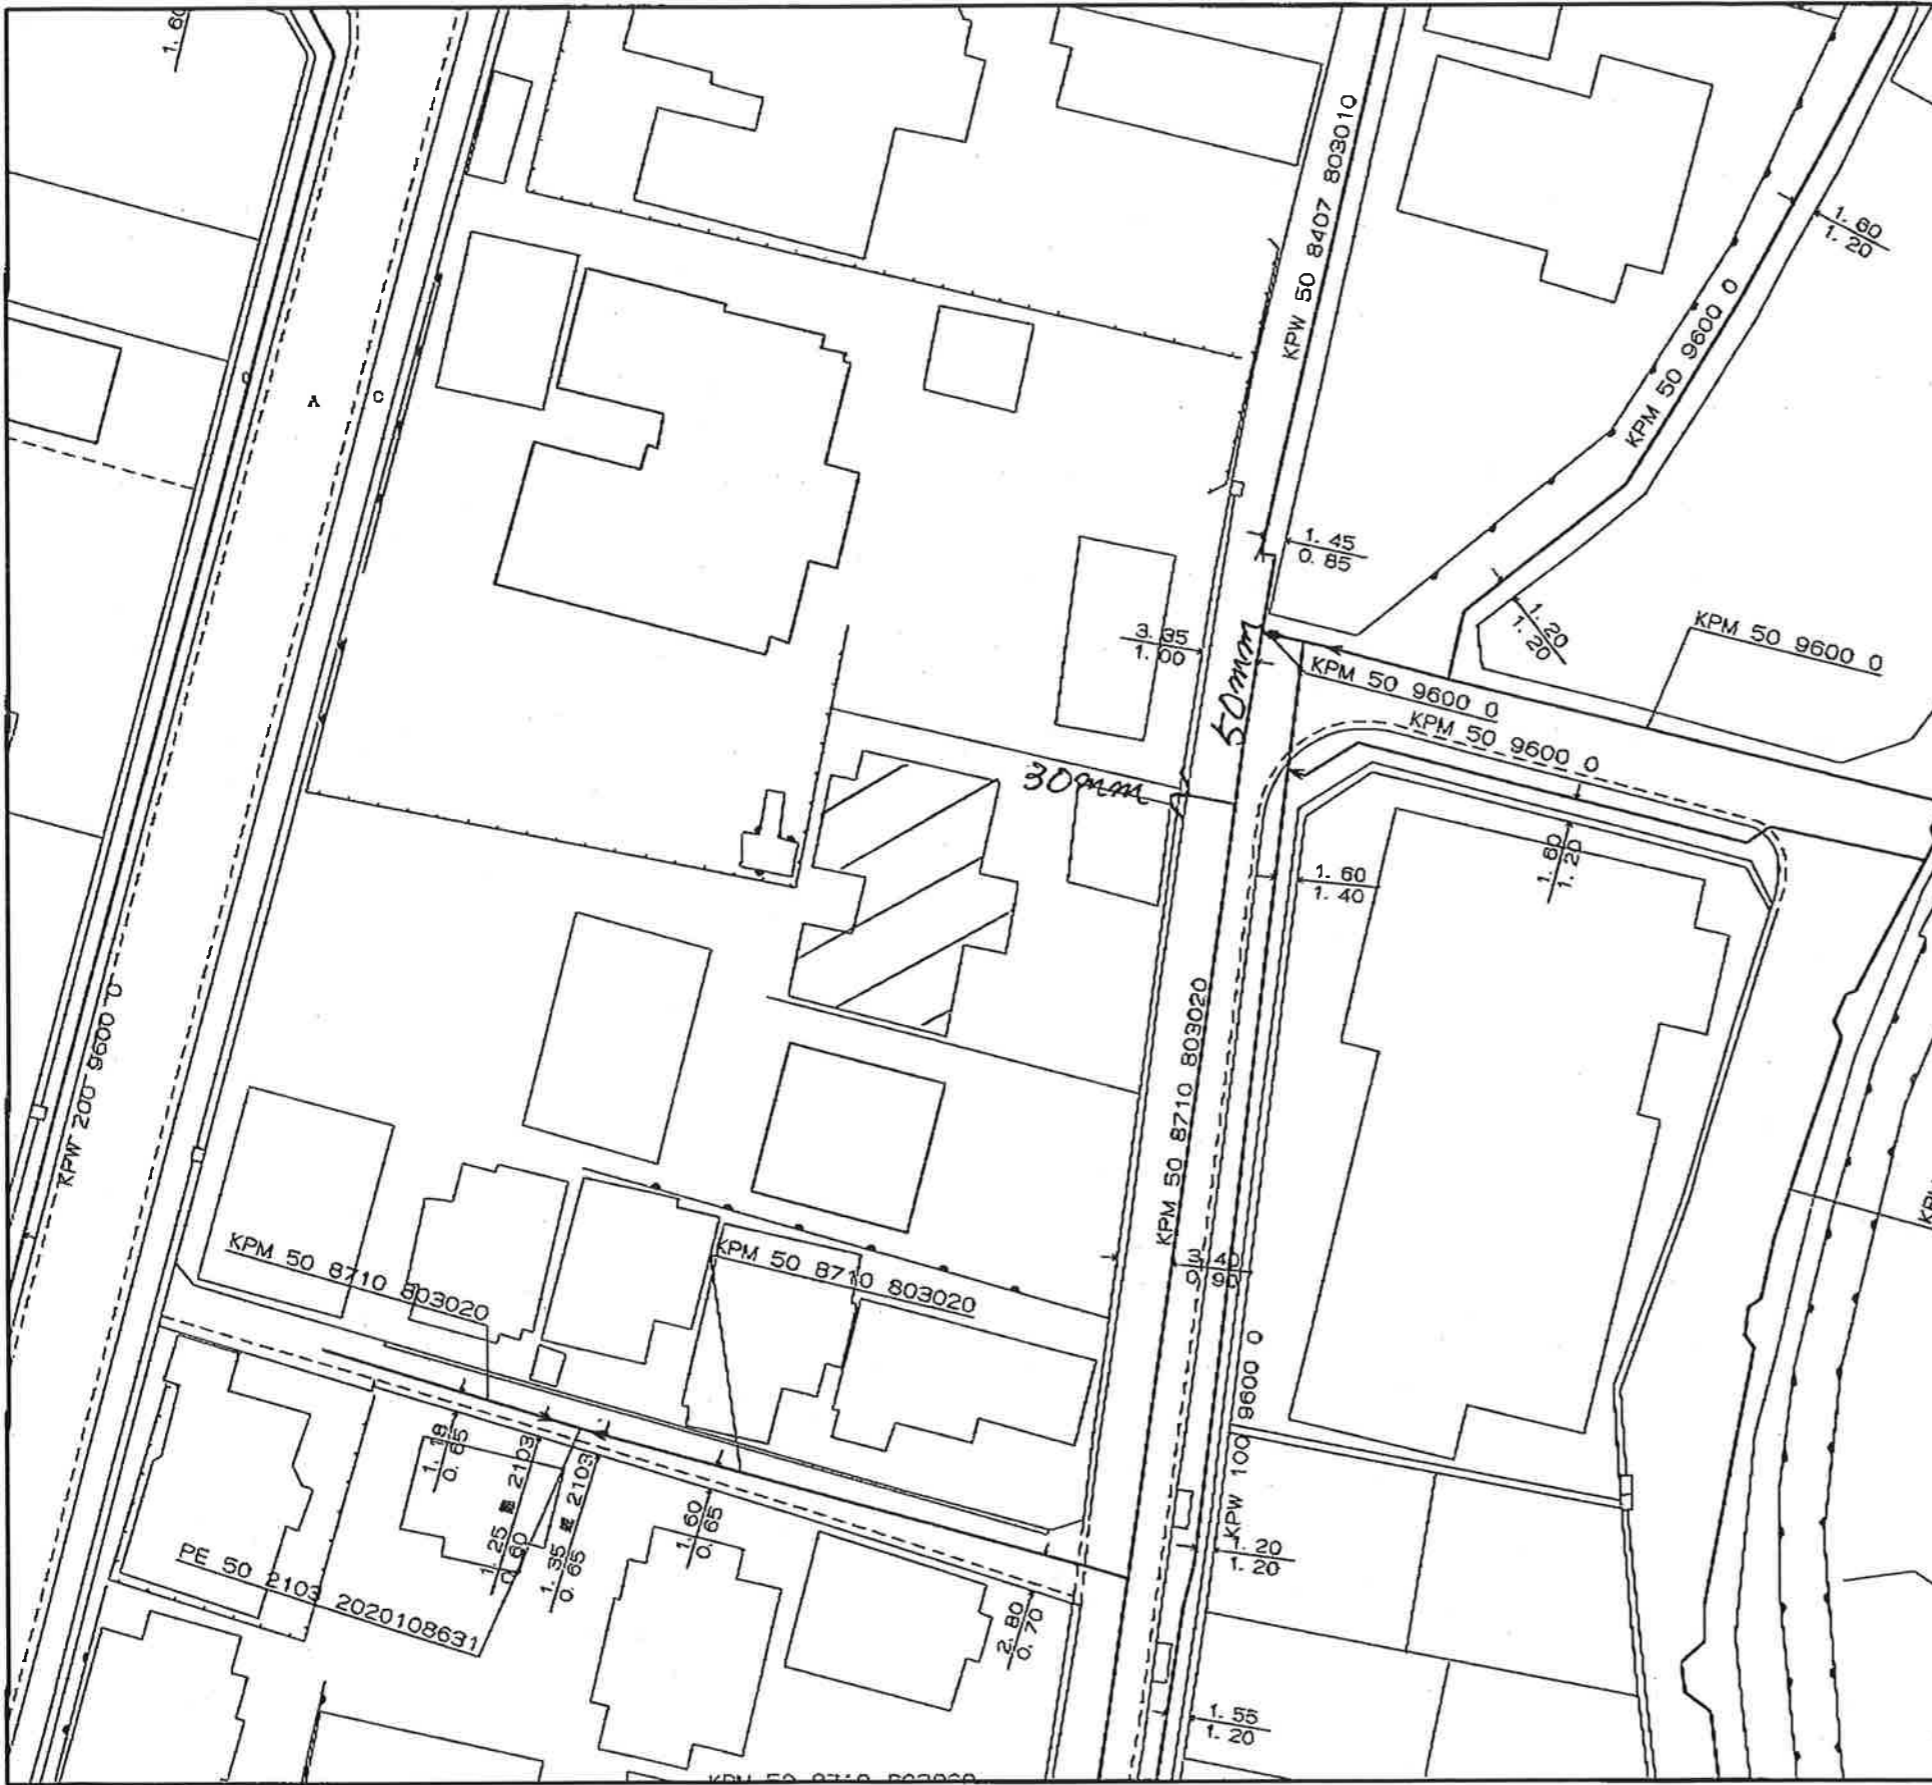 1. 60
KPW 50 8407 803010
1. 80
1. 20
KPM 50 9600 0
A
C
1. 45
0. 85
1. 20
1. 20
KPM 50 9600 0
3. 35
1. 00
50mm
KPM 50 9600 0
KPM 50 9600 0
30mm
1. 60
1. 20
1. 60
1. 40
KPW 200 9600 0
KPM 50 8710 803020
KPM 50 8710 803020
KPM 50 8710 803020
3. 40
0. 90
KPW 100 9600 0
1. 18
0. 65
1. 25 2103
0. 60
1. 35 2103
0. 65
1. 60
0. 65
1. 20
1. 20
PE 50 2103 2020108631
2. 80
0. 70
1. 55
1. 20